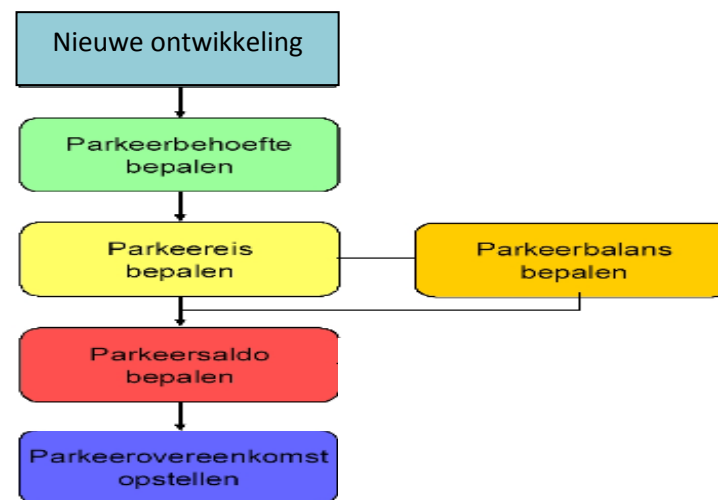 Nieuwe ontwikkeling
Parkeerbehoefte
bepalen
Parkeereis
bepalen
Parkeerbalans
bepalen
Parkeersaldo
bepalen
Parkeerovereenkomst
opstellen